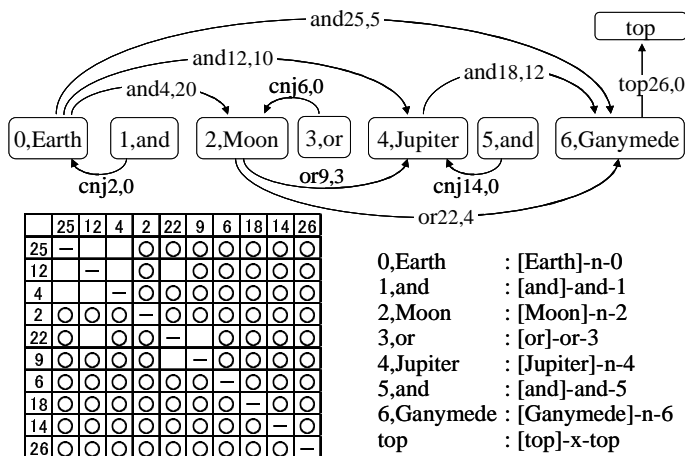 and25,5
top
and12,10
and18,12
top26,0
and4,20
cnj6,0
0,Earth 1,and 2,Moon 3,or 4,Jupiter 5,and 6,Ganymede
cnj2,0
or9,3
cnj14,0
or22,4
25 12 4 2 22 9 6 18 14 26
25 — ○ ○ ○ ○ ○ ○ ○
12 — ○ ○ ○ ○ ○ ○
4 — ○ ○ ○ ○ ○ ○ ○
2 ○ ○ ○ — ○ ○ ○ ○ ○ ○
22 ○ ○ ○ — ○ ○ ○ ○
9 ○ ○ ○ ○ — ○ ○ ○ ○
6 ○ ○ ○ ○ ○ ○ — ○ ○ ○
18 ○ ○ ○ ○ ○ ○ ○ — ○ ○
14 ○ ○ ○ ○ ○ ○ ○ ○ — ○
26 ○ ○ ○ ○ ○ ○ ○ ○ ○ —
0,Earth : [Earth]-n-0
1,and : [and]-and-1
2,Moon : [Moon]-n-2
3,or : [or]-or-3
4,Jupiter : [Jupiter]-n-4
5,and : [and]-and-5
6,Ganymede : [Ganymede]-n-6
top : [top]-x-top